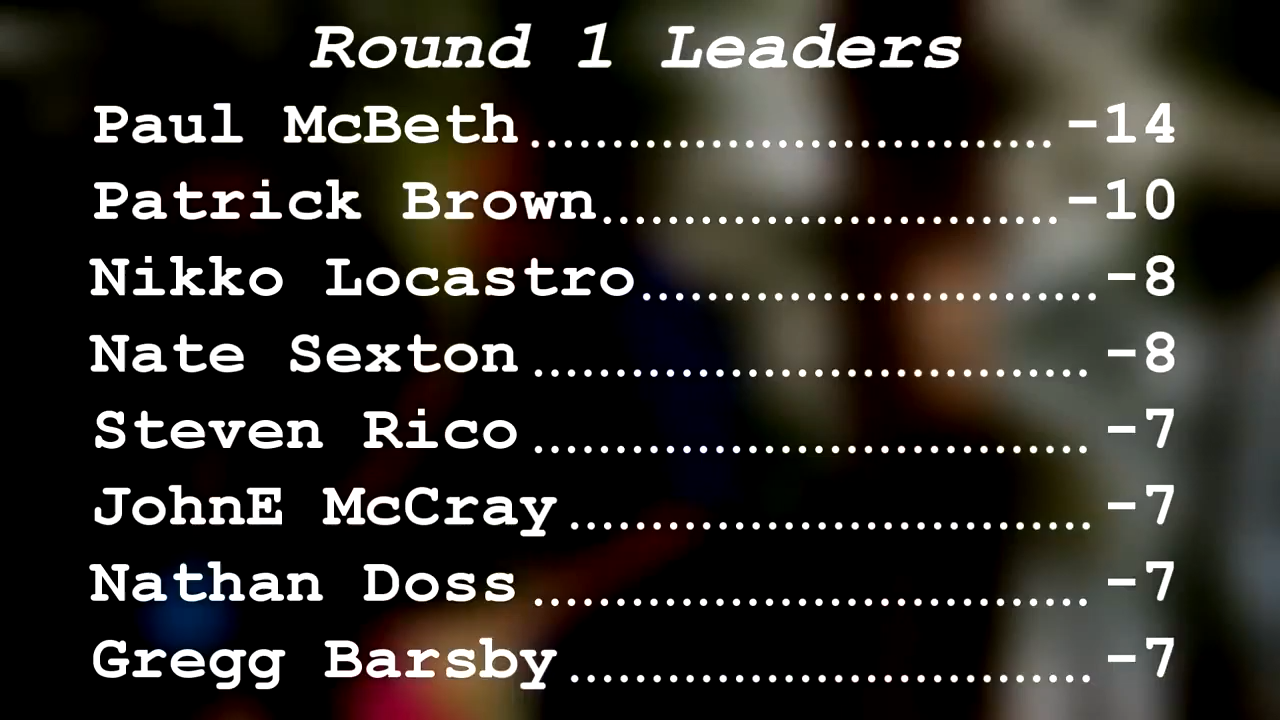 Round 1 Leaders
Paul McBeth................................-14
Patrick Brown............................-10
Nikko Locastro............................-8
Nate Sexton..................................-8
Steven Rico..................................-7
JohnE McCray................................-7
Nathan Doss..................................-7
Gregg Barsby................................-7